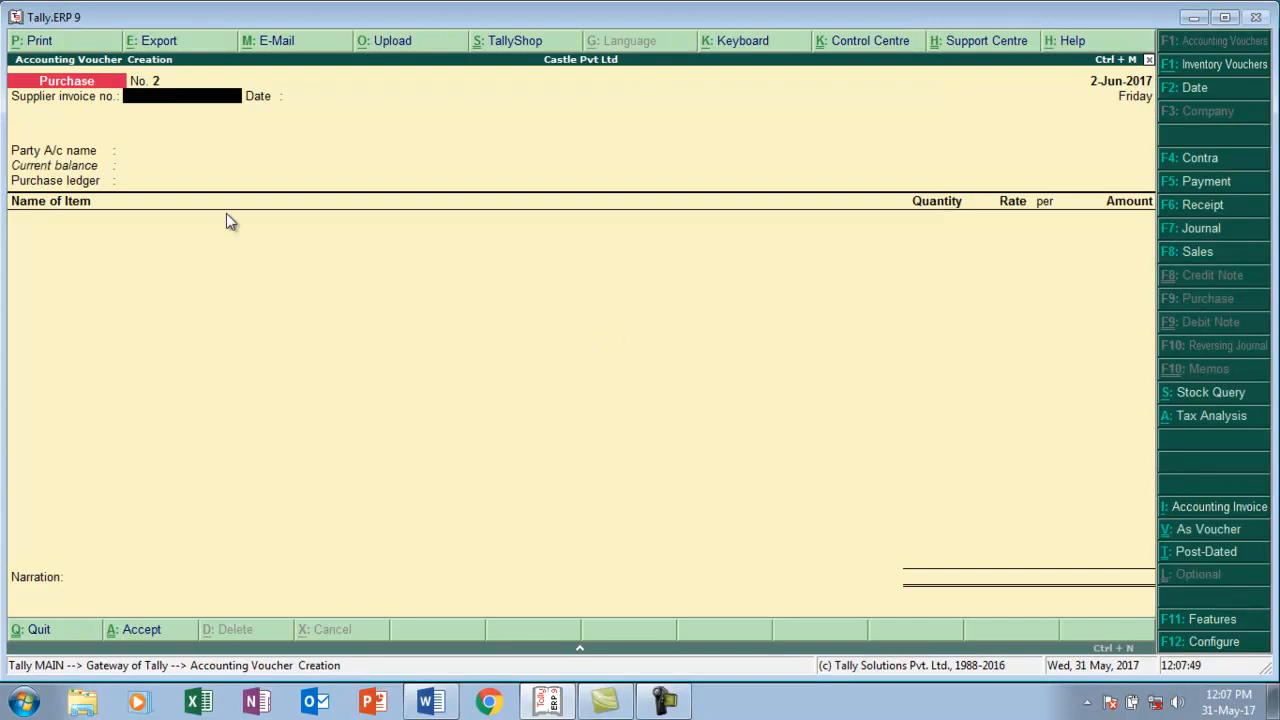 Tally.ERP 9
P: Print E: Export M: E-Mail O: Upload S: TallyShop G: Language K: Keyboard K: Control Centre H: Support Centre H: Help
Accounting Voucher Creation Castle Pvt Ltd Ctrl + M
Purchase No. 2 2-Jun-2017
Supplier invoice no.: Date : Friday
Party A/c name :
Current balance :
Purchase ledger :
Name of Item Quantity Rate per Amount
Narration:
Q: Quit A: Accept D: Delete X: Cancel
F1: Accounting Vouchers
F1: Inventory Vouchers
F2: Date
F3: Company
F4: Contra
F5: Payment
F6: Receipt
F7: Journal
F8: Sales
F8: Credit Note
F9: Purchase
F9: Debit Note
F10: Reversing Journal
F10: Memos
S: Stock Query
A: Tax Analysis
I: Accounting Invoice
V: As Voucher
T: Post-Dated
L: Optional
F11: Features
F12: Configure
Ctrl + N
Tally MAIN --> Gateway of Tally --> Accounting Voucher Creation (c) Tally Solutions Pvt. Ltd., 1988-2016 Wed, 31 May, 2017 12:07:49
12:07 PM
31-May-17